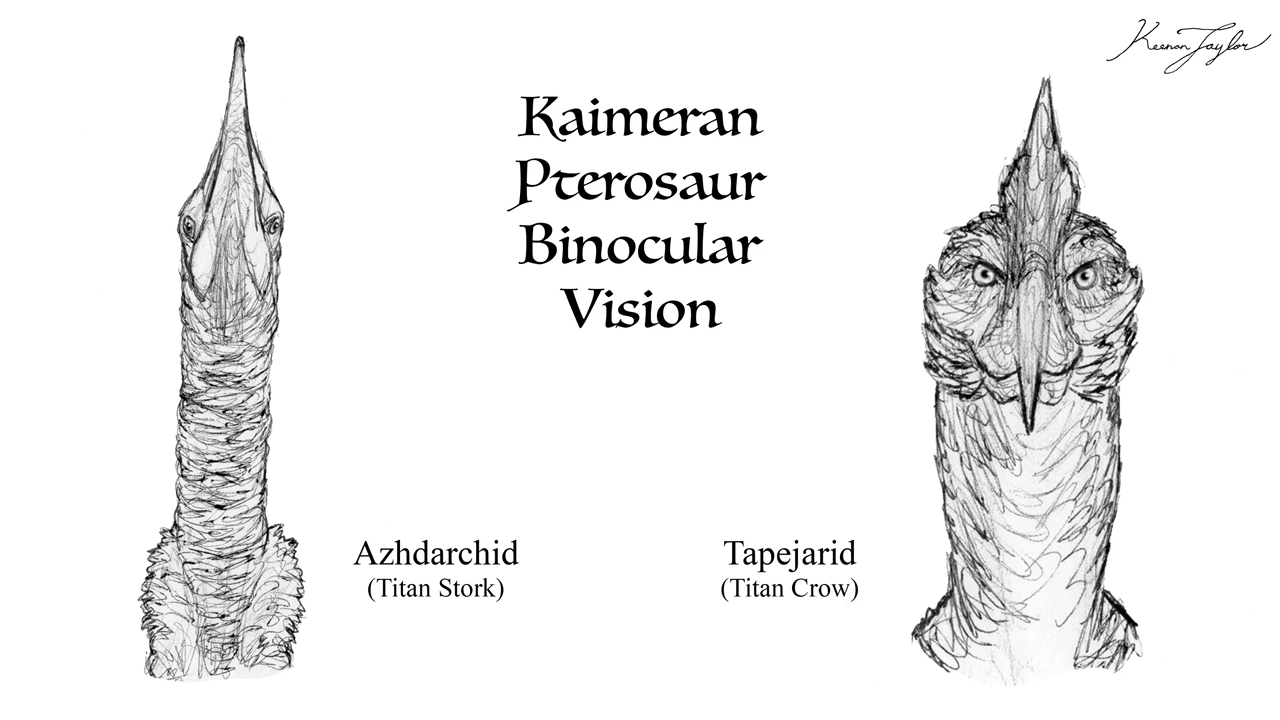 Keenan Taylor
Kaimeran
Pterosaur
Binocular
Vision
Azhdarchid
(Titan Stork)
Tapejarid
(Titan Crow)